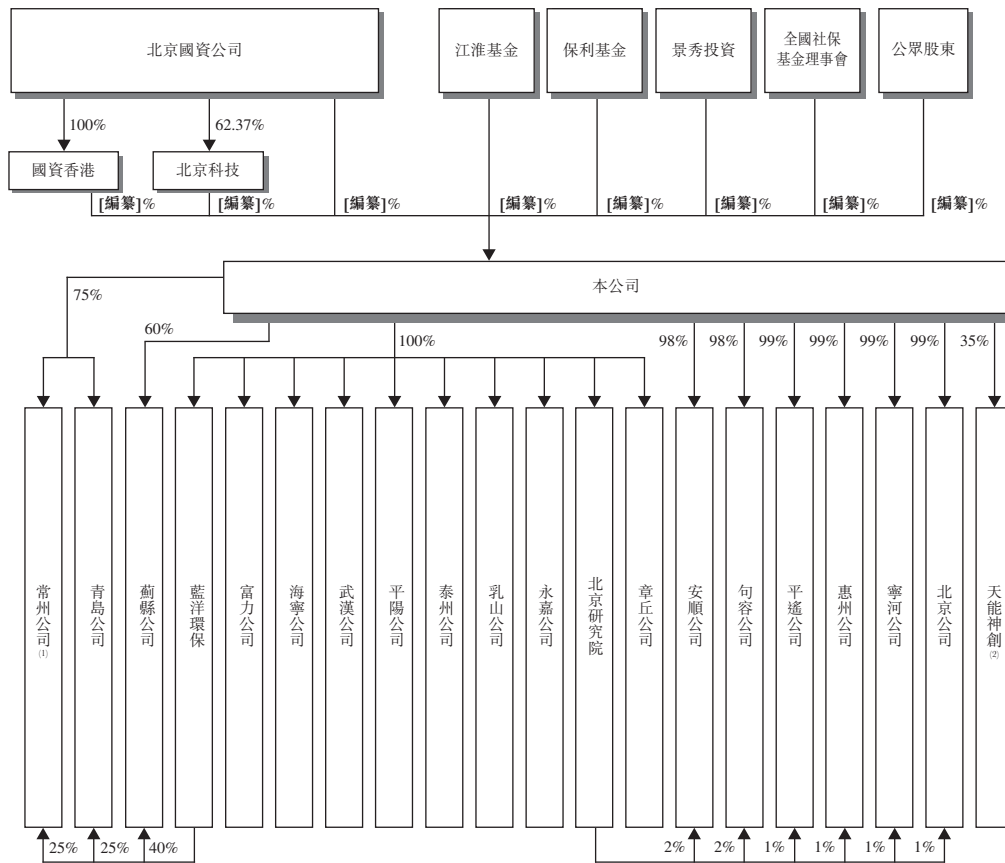 北京國資公司
江淮基金
保利基金
景秀投資
全國社保
基金理事會
公眾股東
100%
62.37%
國資香港
北京科技
[編纂]%
[編纂]%
[編纂]%
[編纂]%
[編纂]%
[編纂]%
[編纂]%
[編纂]%
本公司
75%
60%
100%
98%
98%
99%
99%
99%
99%
35%
常州公司(1)
青島公司
薊縣公司
藍洋環保
富力公司
海寧公司
武漢公司
平陽公司
泰州公司
乳山公司
永嘉公司
北京研究院
章丘公司
安順公司
句容公司
平遙公司
惠州公司
寧河公司
北京公司
天能神創(2)
25%
25%
40%
2%
2%
1%
1%
1%
1%